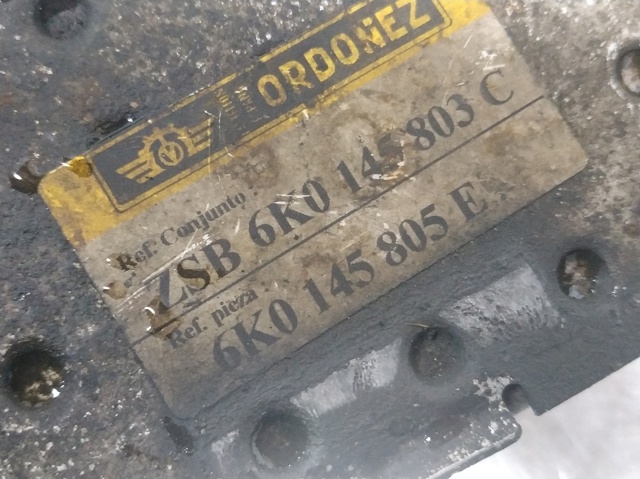 ORDOÑEZ
Ref. Conjunto
ZSB 6K0 145 803 C
Ref. pieza
6K0 145 805 E